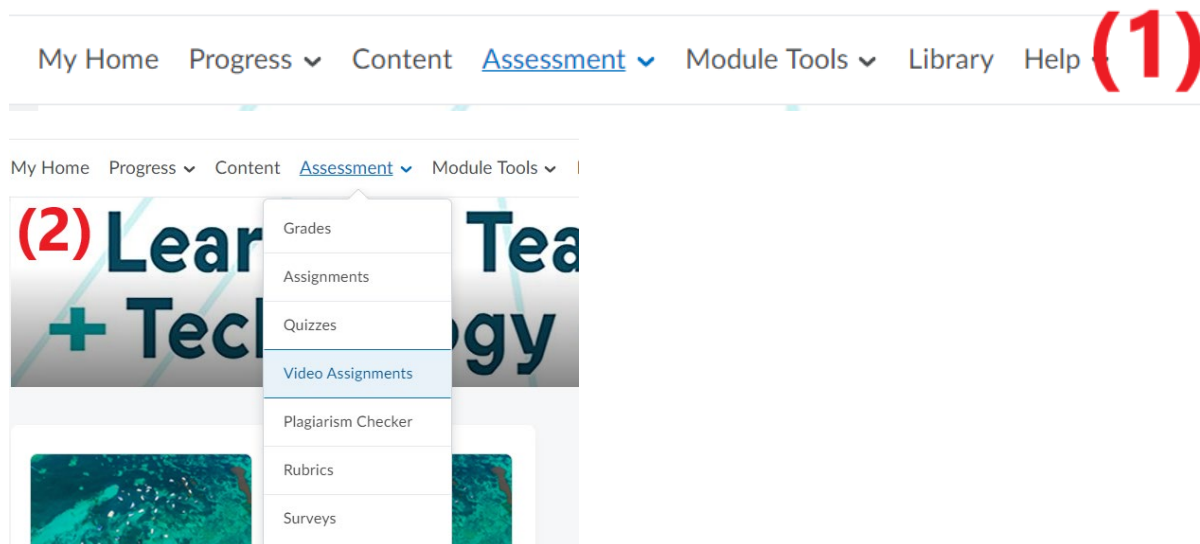 My Home Progress Content Assessment Module Tools Library Help (1)
My Home Progress Content Assessment Module Tools
(2) Lear Tea
+ Tec gy
Grades
Assignments
Quizzes
Video Assignments
Plagiarism Checker
Rubrics
Surveys